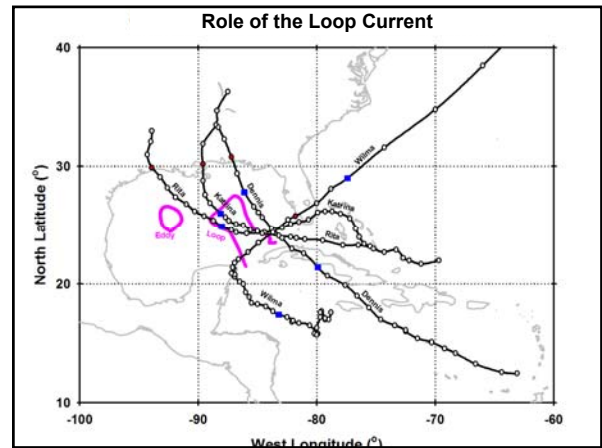 Role of the Loop Current
40
30
20
10
North Latitude (°)
Wilma
Dennis
Katrina
Katrina
Rita
Rita
Eddy
Loop
Wilma
Dennis
-100
-90
-80
-70
-60
West Longitude (°)